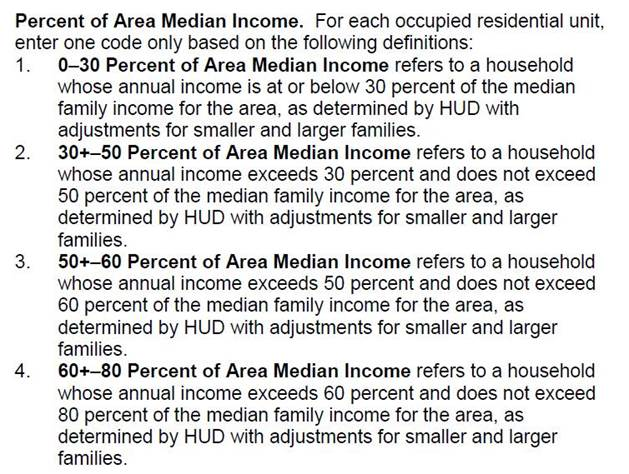 Percent of Area Median Income.  For each occupied residential unit,
enter one code only based on the following definitions:
1. 0–30 Percent of Area Median Income refers to a household
whose annual income is at or below 30 percent of the median
family income for the area, as determined by HUD with
adjustments for smaller and larger families.
2. 30+–50 Percent of Area Median Income refers to a household
whose annual income exceeds 30 percent and does not exceed
50 percent of the median family income for the area, as
determined by HUD with adjustments for smaller and larger
families.
3. 50+–60 Percent of Area Median Income refers to a household
whose annual income exceeds 50 percent and does not exceed
60 percent of the median family income for the area, as
determined by HUD with adjustments for smaller and larger
families.
4. 60+–80 Percent of Area Median Income refers to a household
whose annual income exceeds 60 percent and does not exceed
80 percent of the median family income for the area, as
determined by HUD with adjustments for smaller and larger
families.